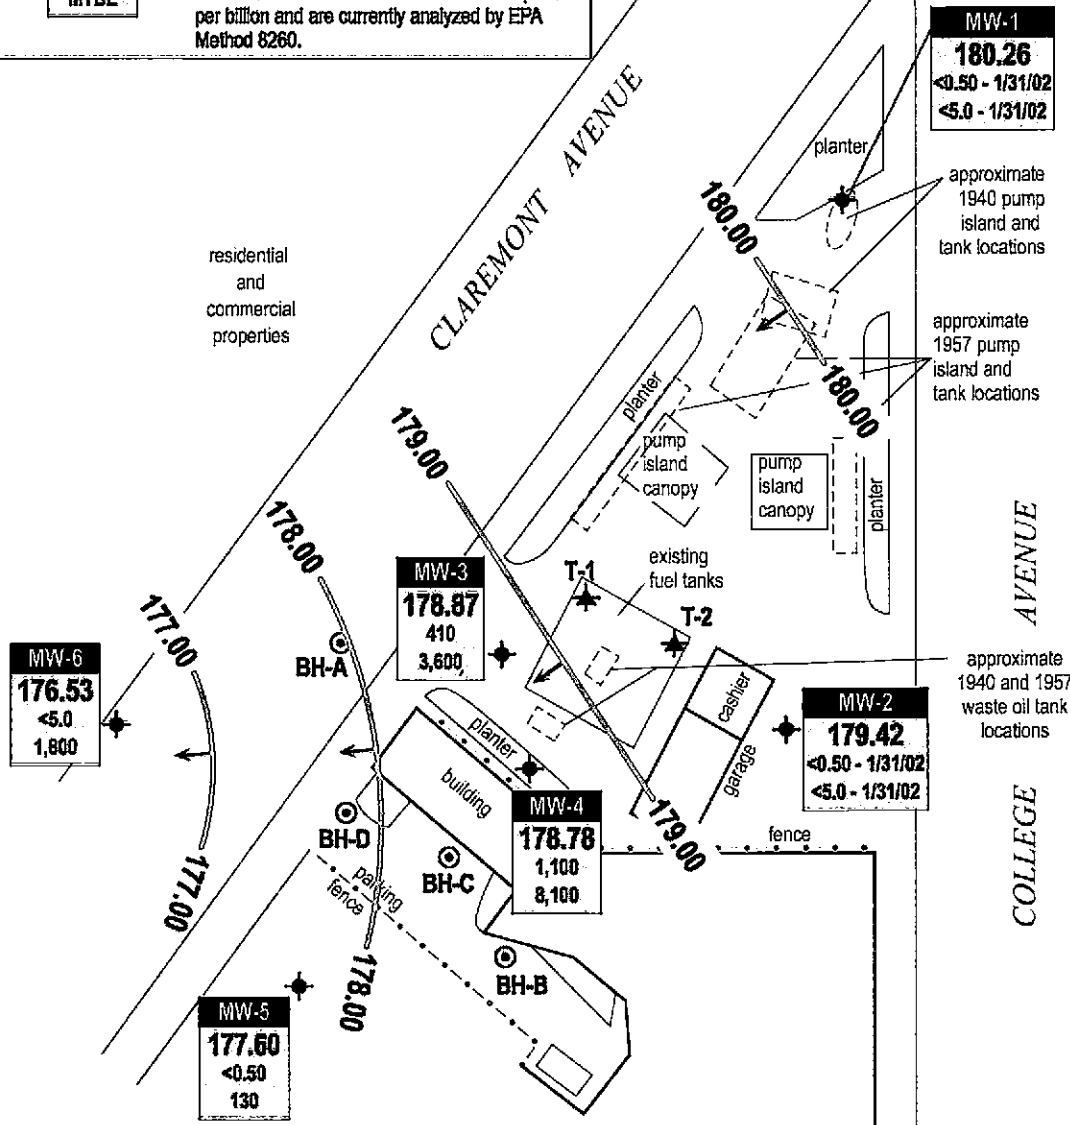 MTBE
per billion and are currently analyzed by EPA
Method 8260.
MW-1
180.26
<0.50 - 1/31/02
<5.0 - 1/31/02
CLAREMONT AVENUE
planter
approximate
1940 pump
island and
tank locations
180.00
residential
and
commercial
properties
approximate
1957 pump
island and
tank locations
180.00
planter
179.00
pump
island
canopy
pump
island
canopy
planter
COLLEGE AVENUE
178.00
existing
fuel tanks
T-1
T-2
MW-3
178.87
410
3,600
177.00
BH-A
MW-6
176.53
<5.0
1,800
approximate
1940 and 1957
waste oil tank
locations
cashier
garage
MW-2
179.42
<0.50 - 1/31/02
<5.0 - 1/31/02
planter
building
MW-4
178.78
1,100
8,100
179.00
fence
BH-D
BH-C
parking
fence
177.00
BH-B
178.00
MW-5
177.60
<0.50
130